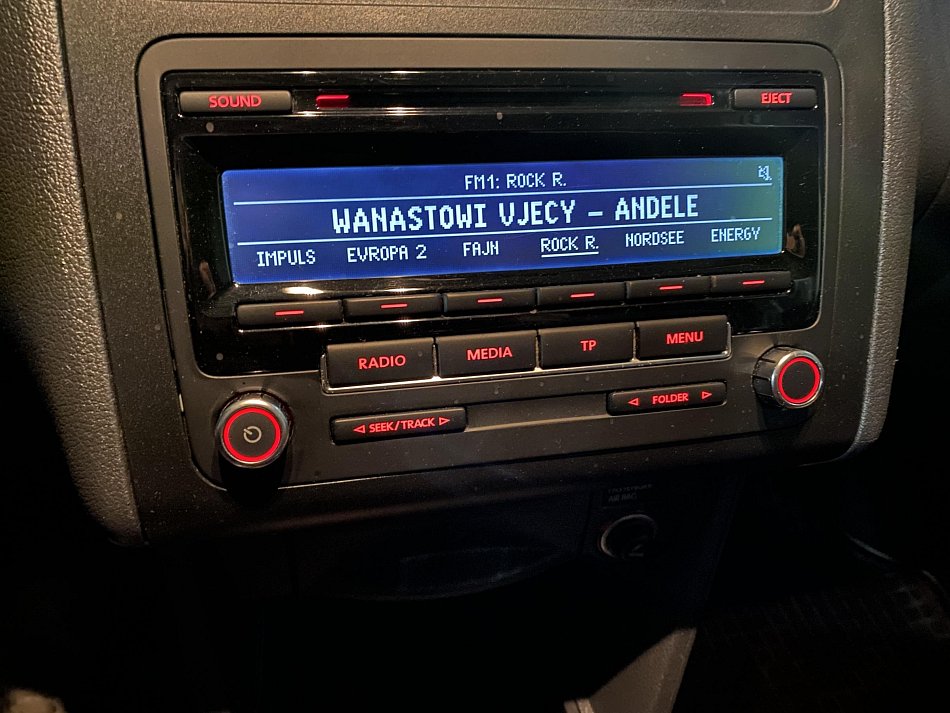 SOUND
EJECT
FM1: ROCK R.
WANASTOWI VJECY - ANDELE
IMPULS EVROPA 2 FAJN ROCK R. NORDSEE ENERGY
RADIO MEDIA TP MENU
SEEK/TRACK
FOLDER
AIRBAG